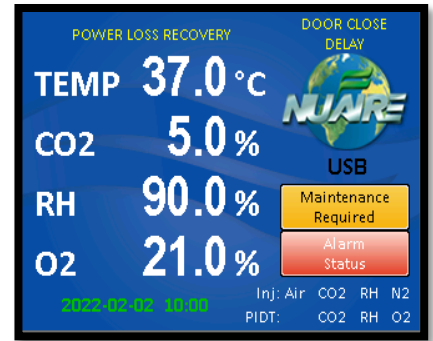 POWER LOSS RECOVERY
DOOR CLOSE
DELAY
TEMP 37.0 °C
NUAIRE
CO2 5.0 %
USB
RH 90.0 %
Maintenance
Required
O2 21.0 %
Alarm
Status
2022-02-02 10:00
Inj: Air CO2 RH N2
PIDT: CO2 RH O2